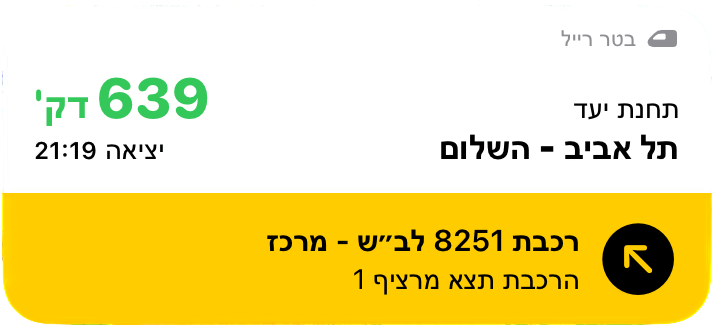 בטר רייל
תחנת יעד
תל אביב - השלום
639 דק'
יציאה 21:19
רכבת 8251 לב״ש - מרכז
הרכבת תצא מרציף 1